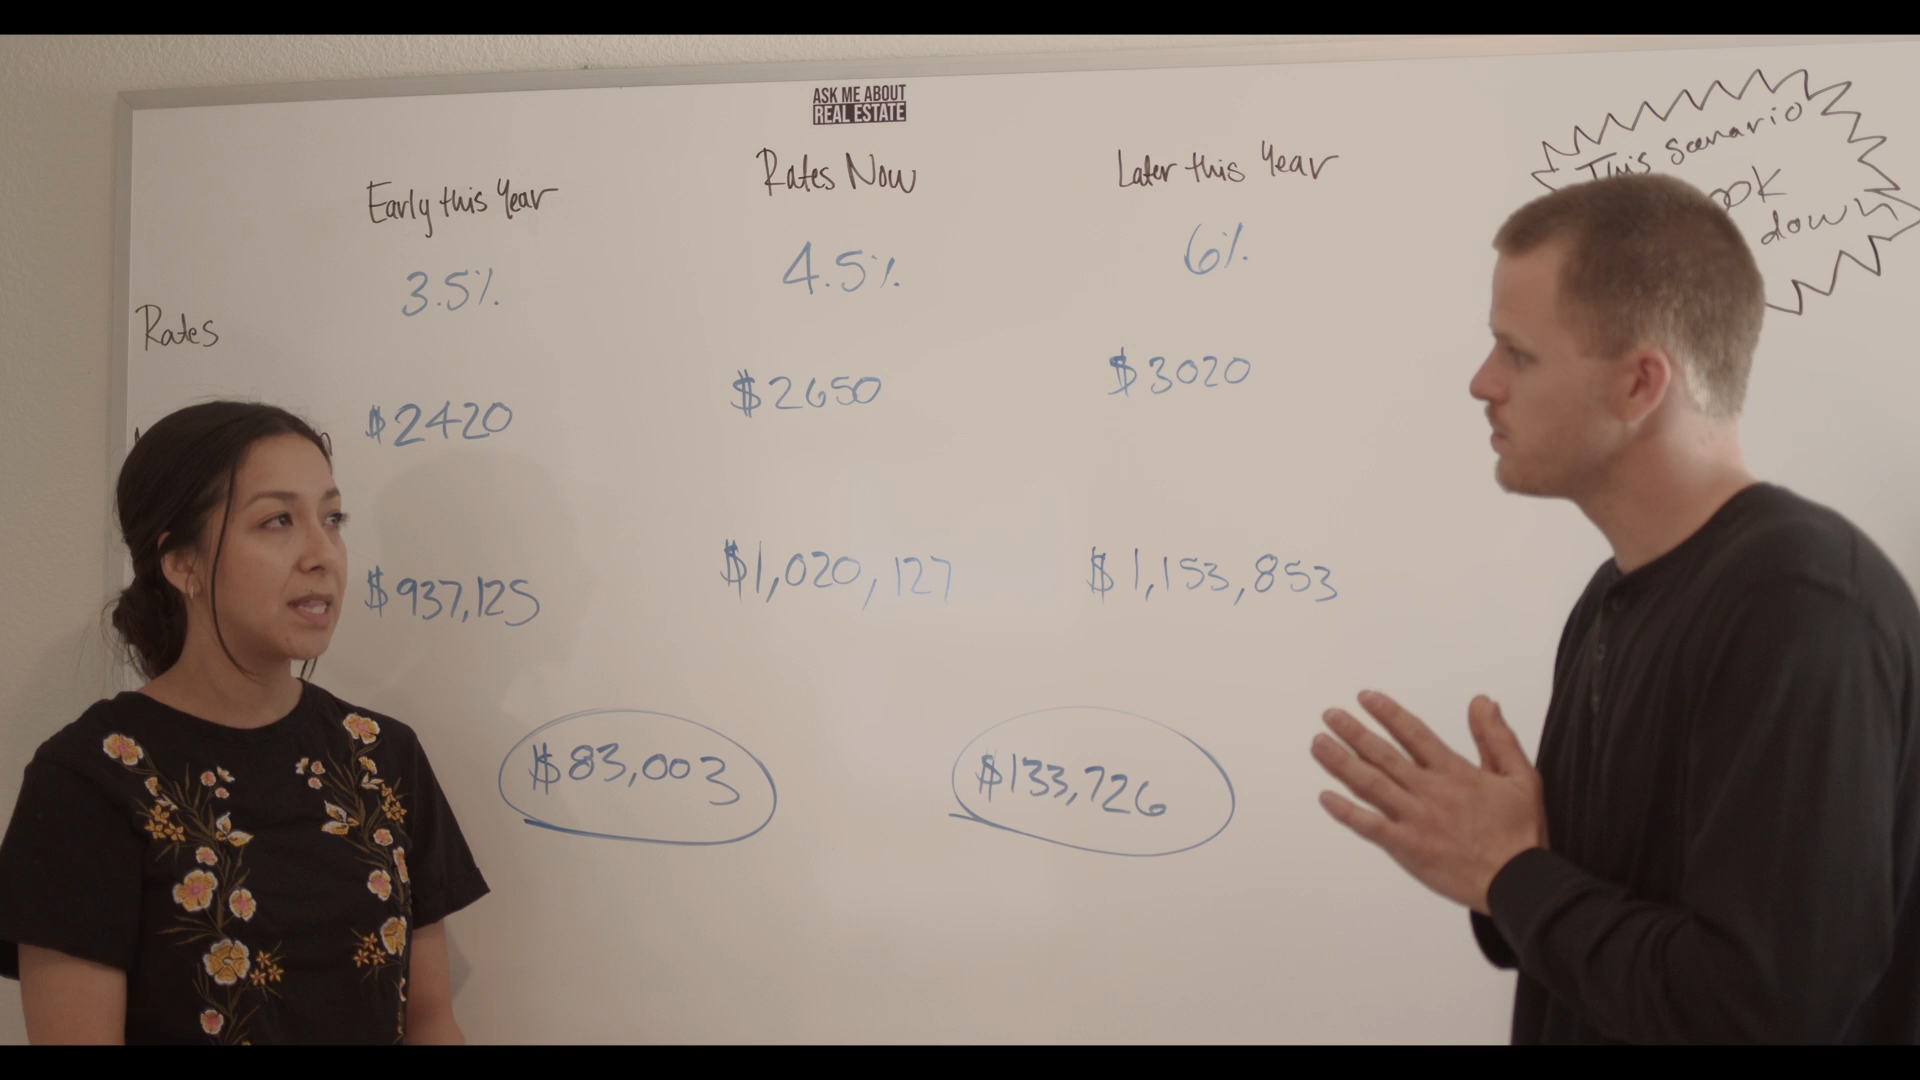 ASK ME ABOUT
REAL ESTATE
Early this Year
Rates Now
Later this Year
This scenario
down
Rates
3.5%
4.5%
6%
$2420
$2650
$3020
$937,125
$1,020,127
$1,153,853
$83,003
$133,726